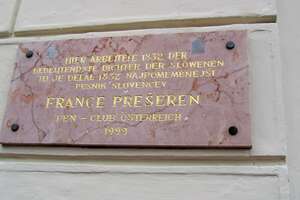 HIER ARBEITETE 1832 DER
BEDEUTENDSTE DICHTER DER SLOWENEN
TU JE DELAL 1832 NAJPOMEMBNEJŠI
PESNIK SLOVENCEV
FRANCE PREŠEREN
PEN - CLUB ÖSTERREICH
1999